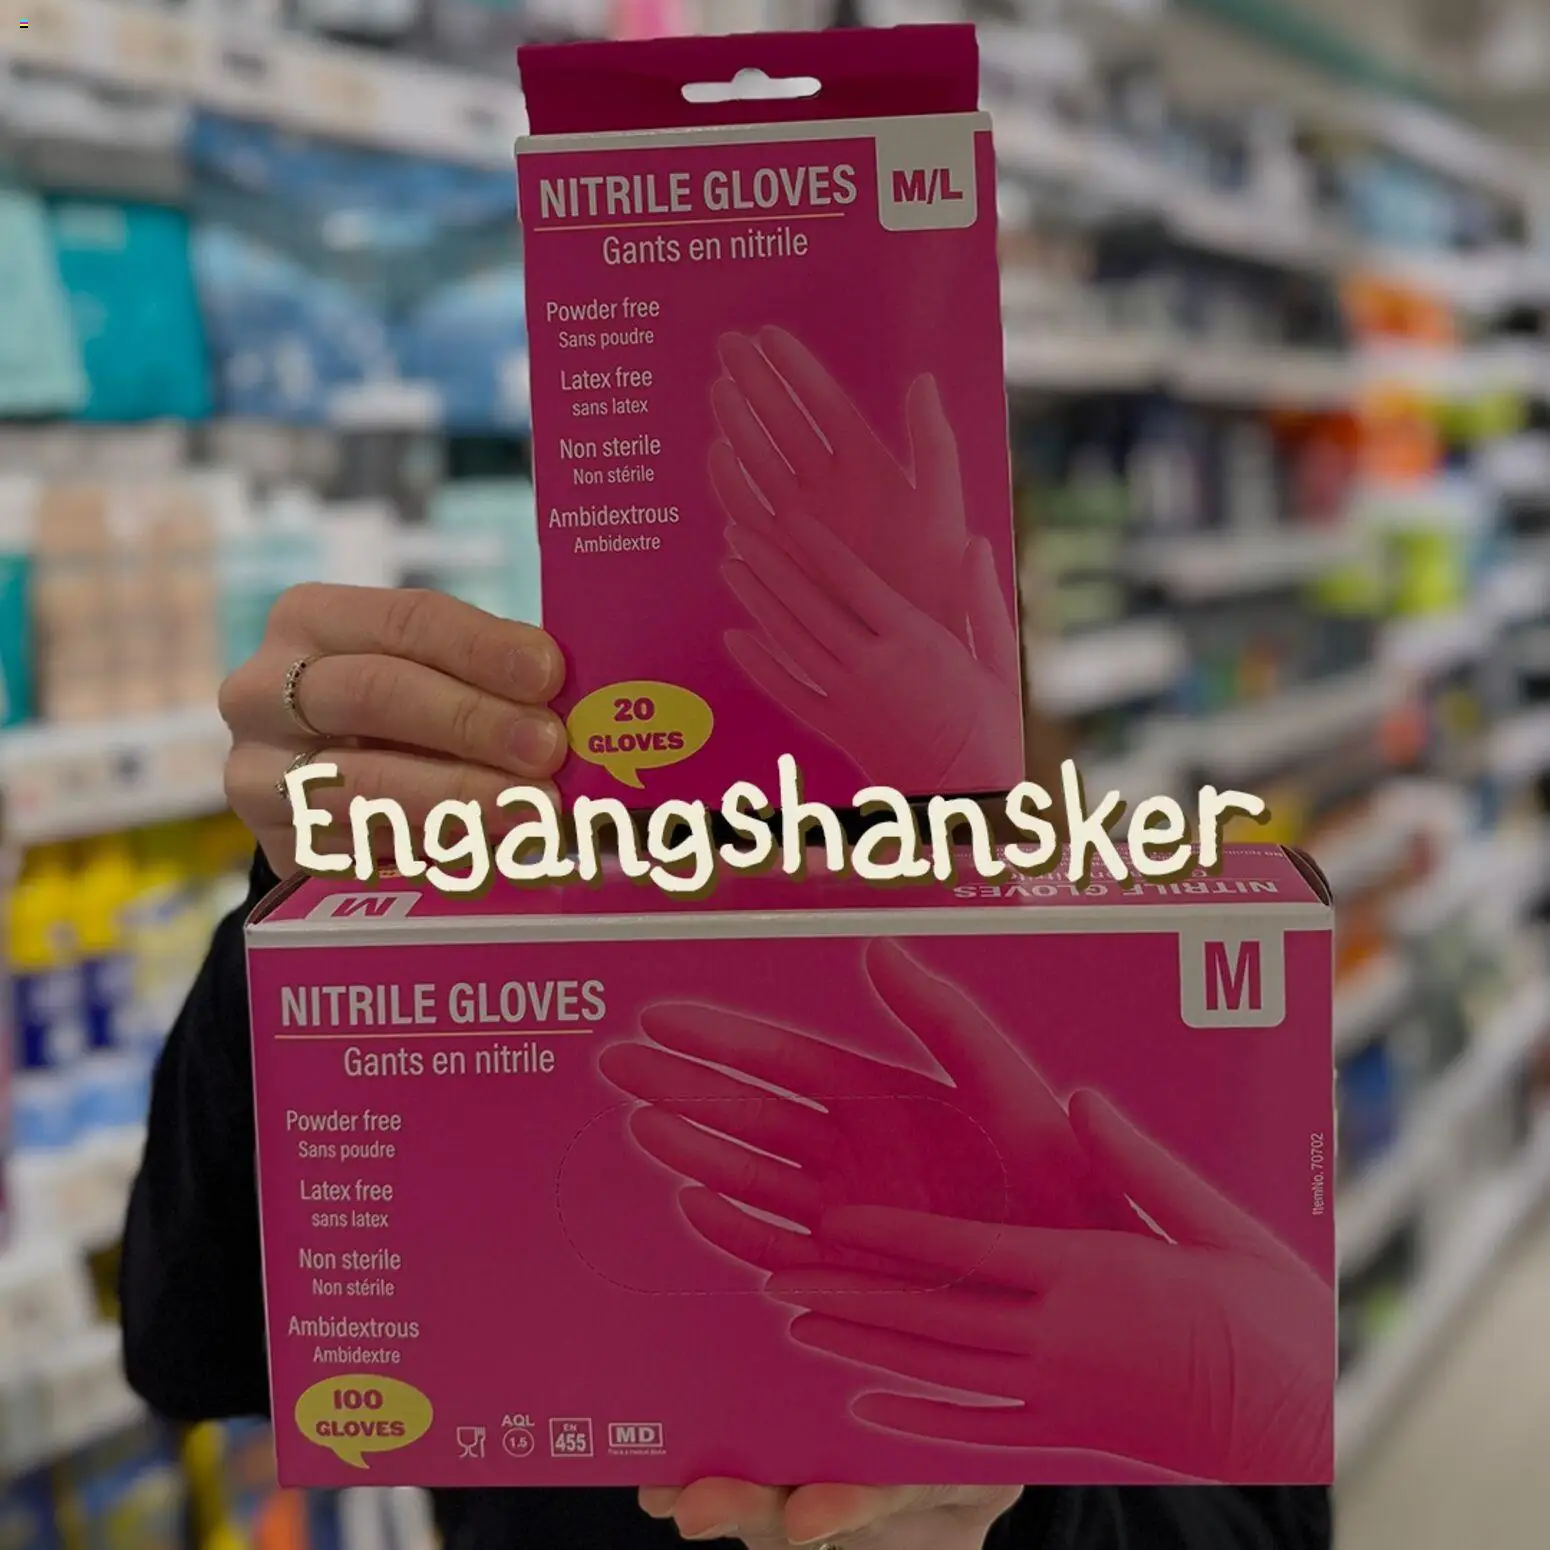 NITRILE GLOVES
M/L
Gants en nitrile
Powder free
Sans poudre
Latex free
sans latex
Non sterile
Non stérile
Ambidextrous
Ambidextre
20
GLOVES
Engangshansker
M
NITRILE GLOVES
NITRILE GLOVES
M
Gants en nitrile
Powder free
Sans poudre
Latex free
sans latex
Non sterile
Non stérile
Ambidextrous
Ambidextre
ItemNo. 70702
100
GLOVES
AQL
1.5
EN
455
MD